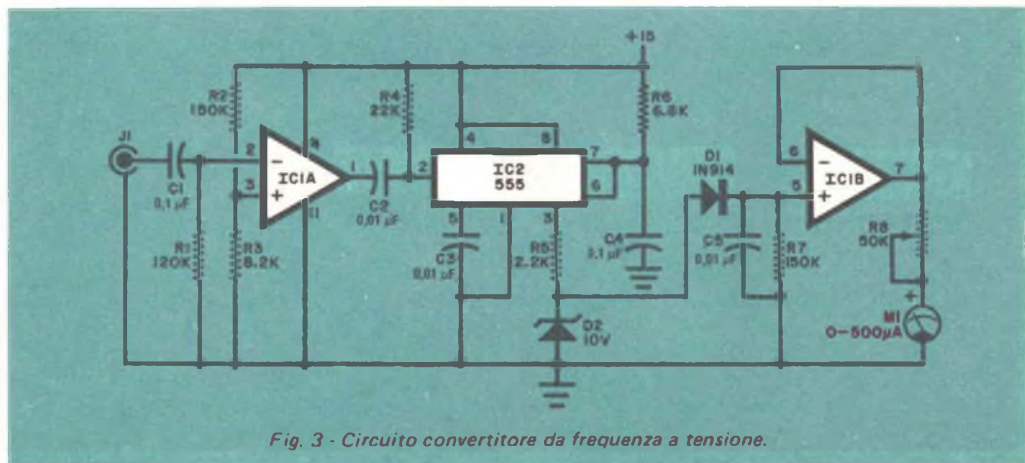 +15
R2
150K
R4
22K
R6
6.8K
J1
C1
0,1 µF
2
3
4
11
1
IC1A
C2
0,01 µF
R1
120K
R3
8.2K
4
8
2
7
6
IC2
555
5
1
3
C3
0,01 µF
R5
2.2K
C4
0,1 µF
D1
1N914
C5
0,01 µF
R7
150K
D2
10V
6
5
7
IC1B
R8
50K
+
M1
0-500µA
Fig. 3 - Circuito convertitore da frequenza a tensione.